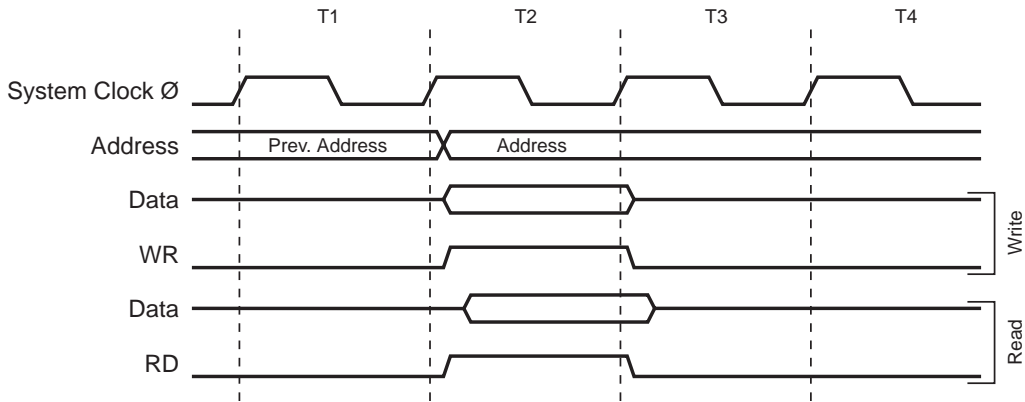 T1 T2 T3 T4
System Clock Ø
Address Prev. Address Address
Data
WR
Write
Data
RD
Read